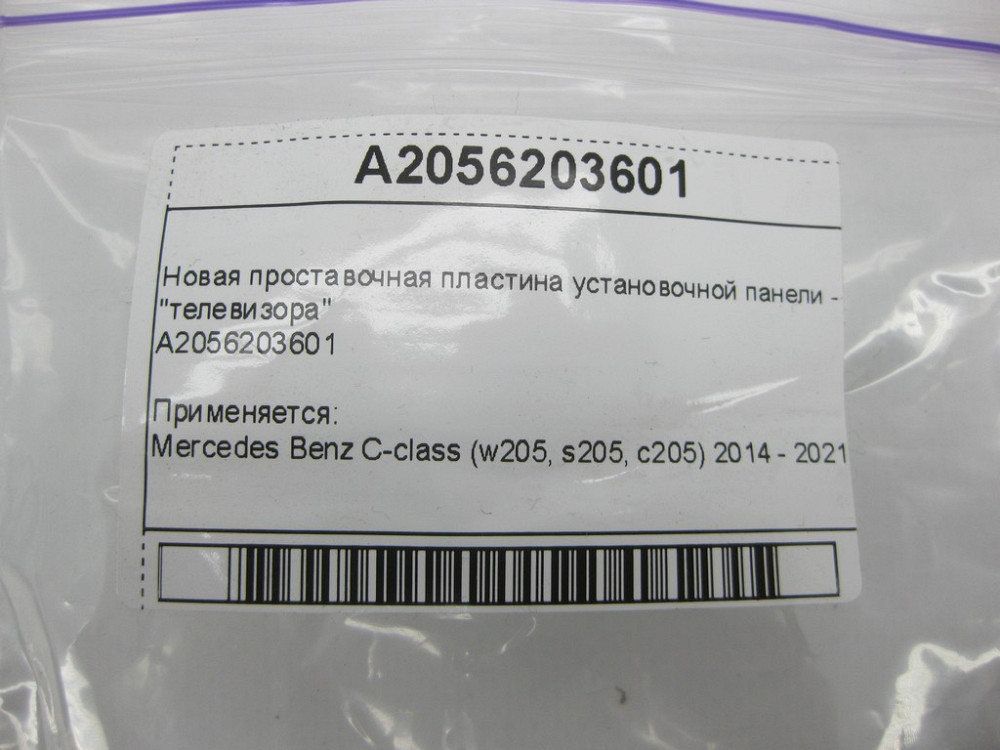 A2056203601
Новая проставочная пластина установочной панели -
"телевизора"
A2056203601
Применяется:
Mercedes Benz C-class (w205, s205, c205) 2014 - 2021